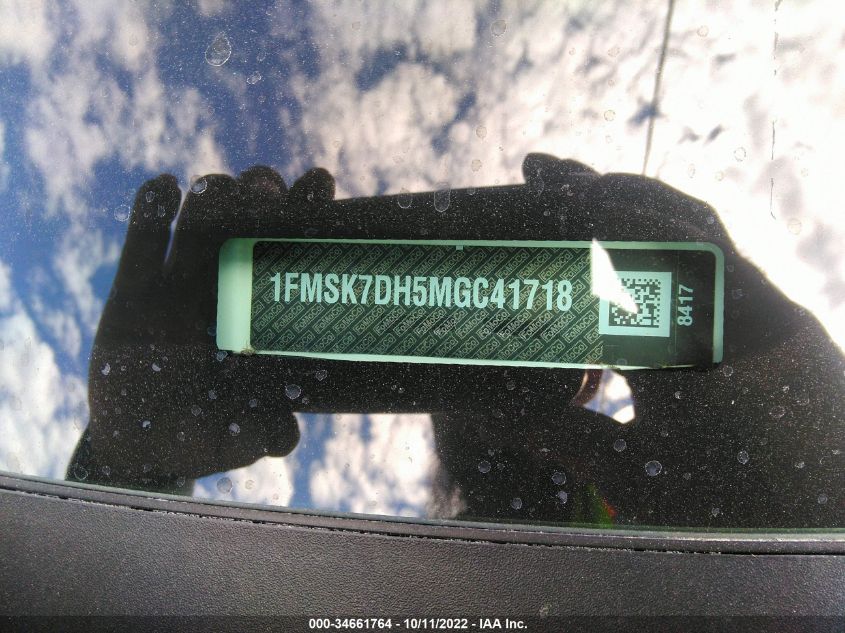 1FMSK7DH5MGC41718
8417
000-34661764 - 10/11/2022 - IAA Inc.